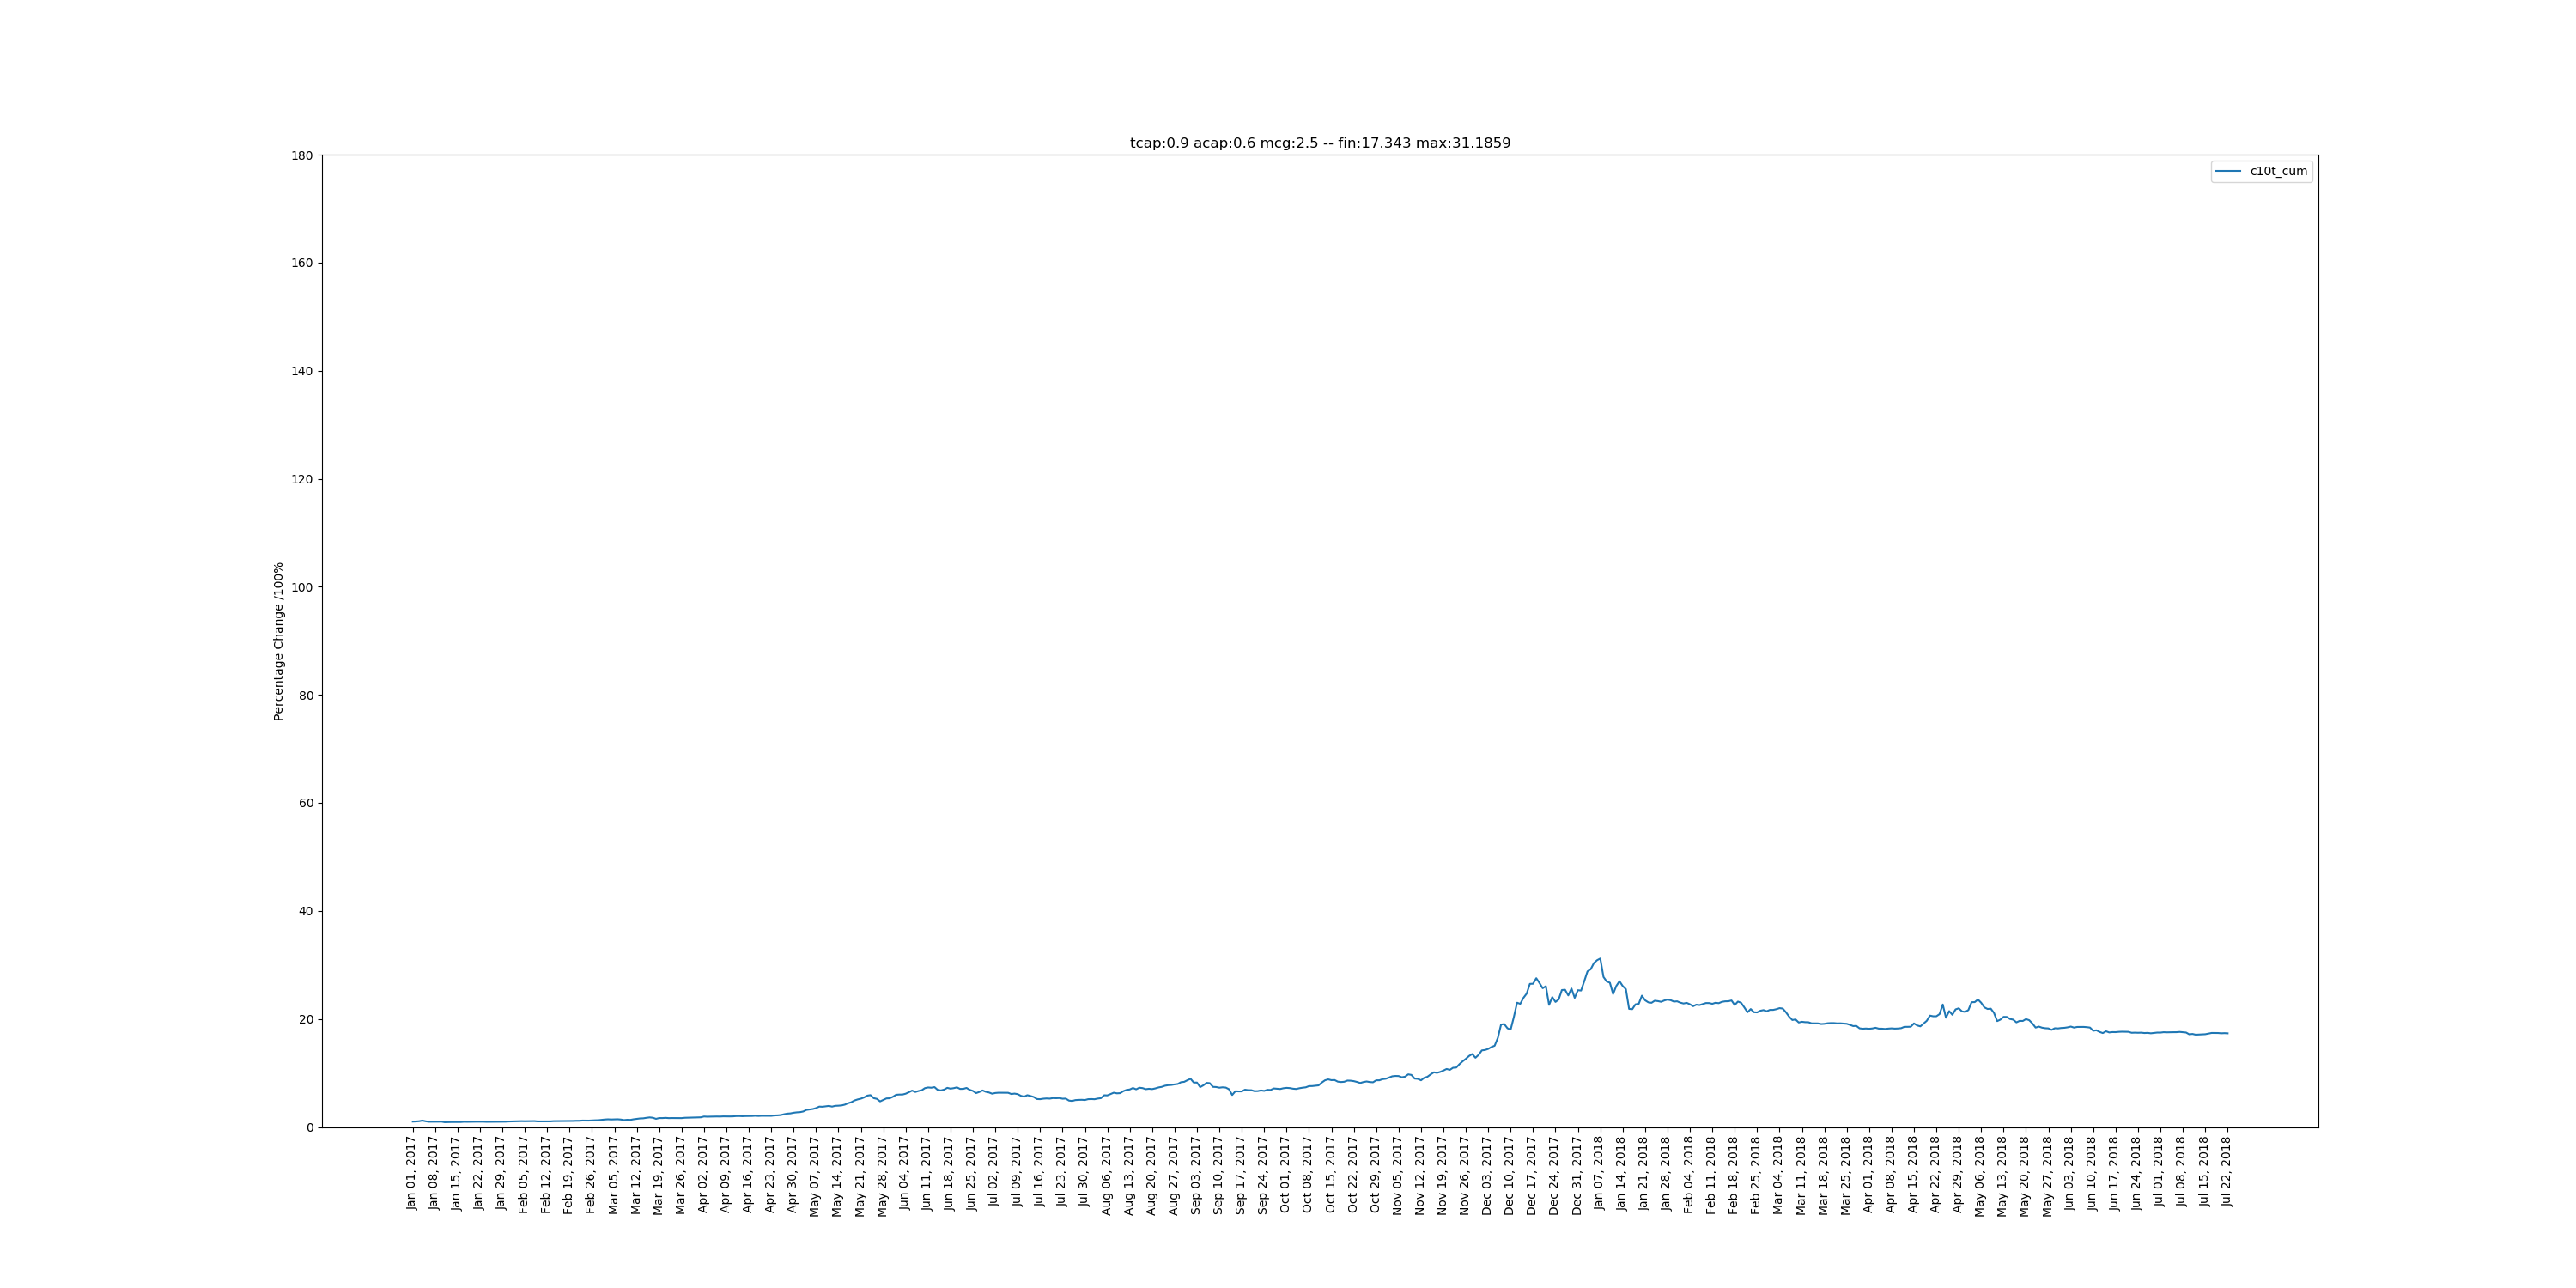 tcap:0.9 acap:0.6 mcg:2.5 -- fin:17.343 max:31.1859
c10t_cum
Percentage Change /100%
180
160
140
120
100
80
60
40
20
0
Jan 01, 2017
Jan 08, 2017
Jan 15, 2017
Jan 22, 2017
Jan 29, 2017
Feb 05, 2017
Feb 12, 2017
Feb 19, 2017
Feb 26, 2017
Mar 05, 2017
Mar 12, 2017
Mar 19, 2017
Mar 26, 2017
Apr 02, 2017
Apr 09, 2017
Apr 16, 2017
Apr 23, 2017
Apr 30, 2017
May 07, 2017
May 14, 2017
May 21, 2017
May 28, 2017
Jun 04, 2017
Jun 11, 2017
Jun 18, 2017
Jun 25, 2017
Jul 02, 2017
Jul 09, 2017
Jul 16, 2017
Jul 23, 2017
Jul 30, 2017
Aug 06, 2017
Aug 13, 2017
Aug 20, 2017
Aug 27, 2017
Sep 03, 2017
Sep 10, 2017
Sep 17, 2017
Sep 24, 2017
Oct 01, 2017
Oct 08, 2017
Oct 15, 2017
Oct 22, 2017
Oct 29, 2017
Nov 05, 2017
Nov 12, 2017
Nov 19, 2017
Nov 26, 2017
Dec 03, 2017
Dec 10, 2017
Dec 17, 2017
Dec 24, 2017
Dec 31, 2017
Jan 07, 2018
Jan 14, 2018
Jan 21, 2018
Jan 28, 2018
Feb 04, 2018
Feb 11, 2018
Feb 18, 2018
Feb 25, 2018
Mar 04, 2018
Mar 11, 2018
Mar 18, 2018
Mar 25, 2018
Apr 01, 2018
Apr 08, 2018
Apr 15, 2018
Apr 22, 2018
Apr 29, 2018
May 06, 2018
May 13, 2018
May 20, 2018
May 27, 2018
Jun 03, 2018
Jun 10, 2018
Jun 17, 2018
Jun 24, 2018
Jul 01, 2018
Jul 08, 2018
Jul 15, 2018
Jul 22, 2018